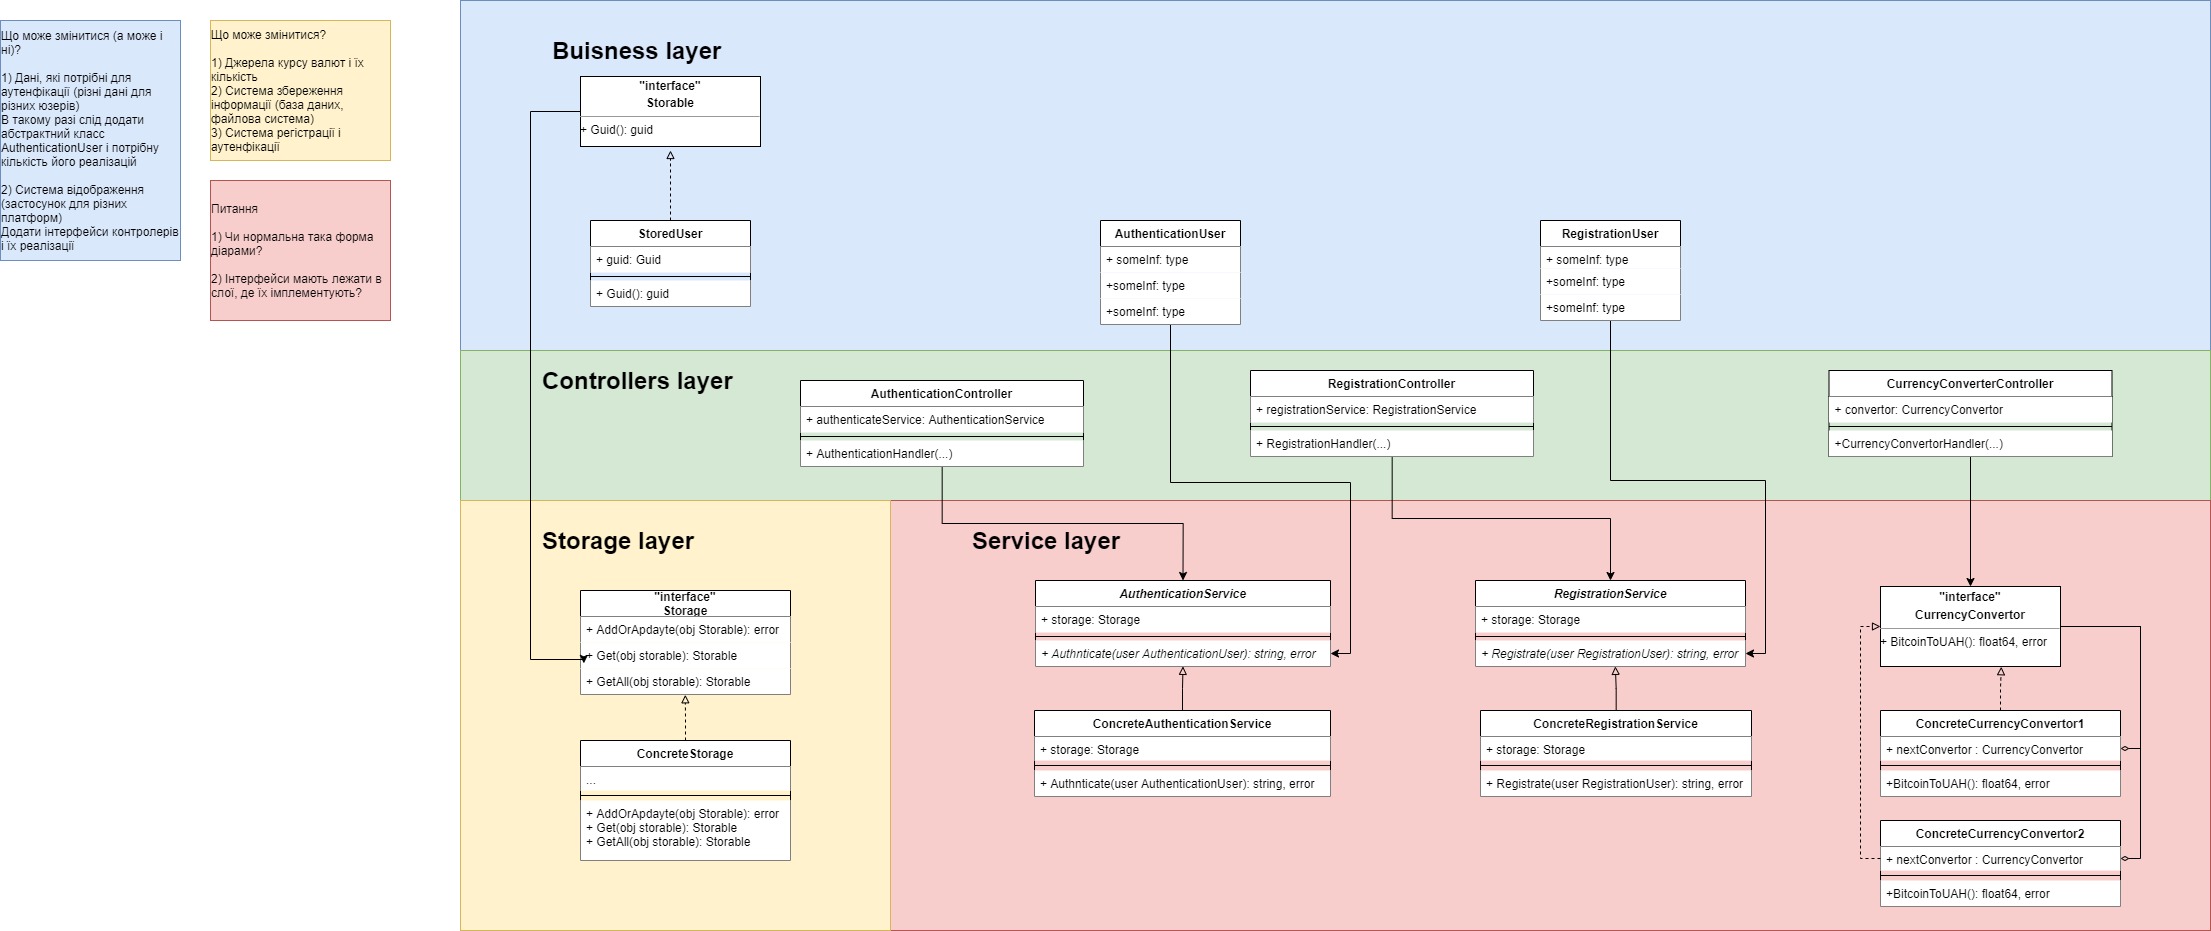 Що може змінитися (а може і
ні)?
1) Дані, які потрібні для
аутенфікації (різні дані для
різних юзерів)
В такому разі слід додати
абстрактний класс
AuthenticationUser і потрібну
кількість його реалізацій
2) Система відображення
(застосунок для різних
платформ)
Додати інтерфейси контролерів
і їх реалізації
Що може змінитися?
1) Джерела курсу валют і їх
кількість
2) Система збереження
інформації (база даних,
файлова система)
3) Система регістрації і
аутенфікації
Питання
1) Чи нормальна така форма
діарами?
2) Інтерфейси мають лежати в
слої, де їх імплементують?
Buisness layer
"interface"
Storable
+ Guid(): guid
StoredUser
+ guid: Guid
+ Guid(): guid
AuthenticationUser
+ someInf: type
+someInf: type
+someInf: type
RegistrationUser
+ someInf: type
+someInf: type
+someInf: type
Controllers layer
AuthenticationController
+ authenticateService: AuthenticationService
+ AuthenticationHandler(...)
RegistrationController
+ registrationService: RegistrationService
+ RegistrationHandler(...)
CurrencyConverterController
+ convertor: CurrencyConvertor
+CurrencyConvertorHandler(...)
Storage layer
"interface"
Storage
+ AddOrApdayte(obj Storable): error
+ Get(obj storable): Storable
+ GetAll(obj storable): Storable
ConcreteStorage
...
+ AddOrApdayte(obj Storable): error
+ Get(obj storable): Storable
+ GetAll(obj storable): Storable
Service layer
AuthenticationService
+ storage: Storage
+ Authnticate(user AuthenticationUser): string, error
ConcreteAuthenticationService
+ storage: Storage
+ Authnticate(user AuthenticationUser): string, error
RegistrationService
+ storage: Storage
+ Registrate(user RegistrationUser): string, error
ConcreteRegistrationService
+ storage: Storage
+ Registrate(user RegistrationUser): string, error
"interface"
CurrencyConvertor
+ BitcoinToUAH(): float64, error
ConcreteCurrencyConvertor1
+ nextConvertor : CurrencyConvertor
+BitcoinToUAH(): float64, error
ConcreteCurrencyConvertor2
+ nextConvertor : CurrencyConvertor
+BitcoinToUAH(): float64, error